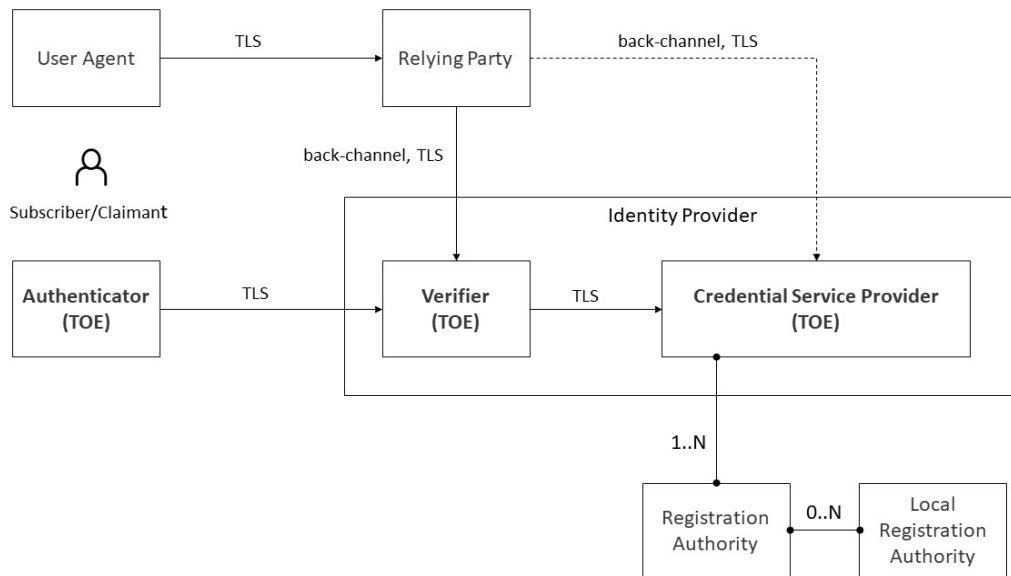 User Agent
TLS
Relying Party
back-channel, TLS
back-channel, TLS
Subscriber/Claimant
Identity Provider
Authenticator
(TOE)
TLS
Verifier
(TOE)
TLS
Credential Service Provider
(TOE)
1..N
Registration
Authority
0..N
Local
Registration
Authority